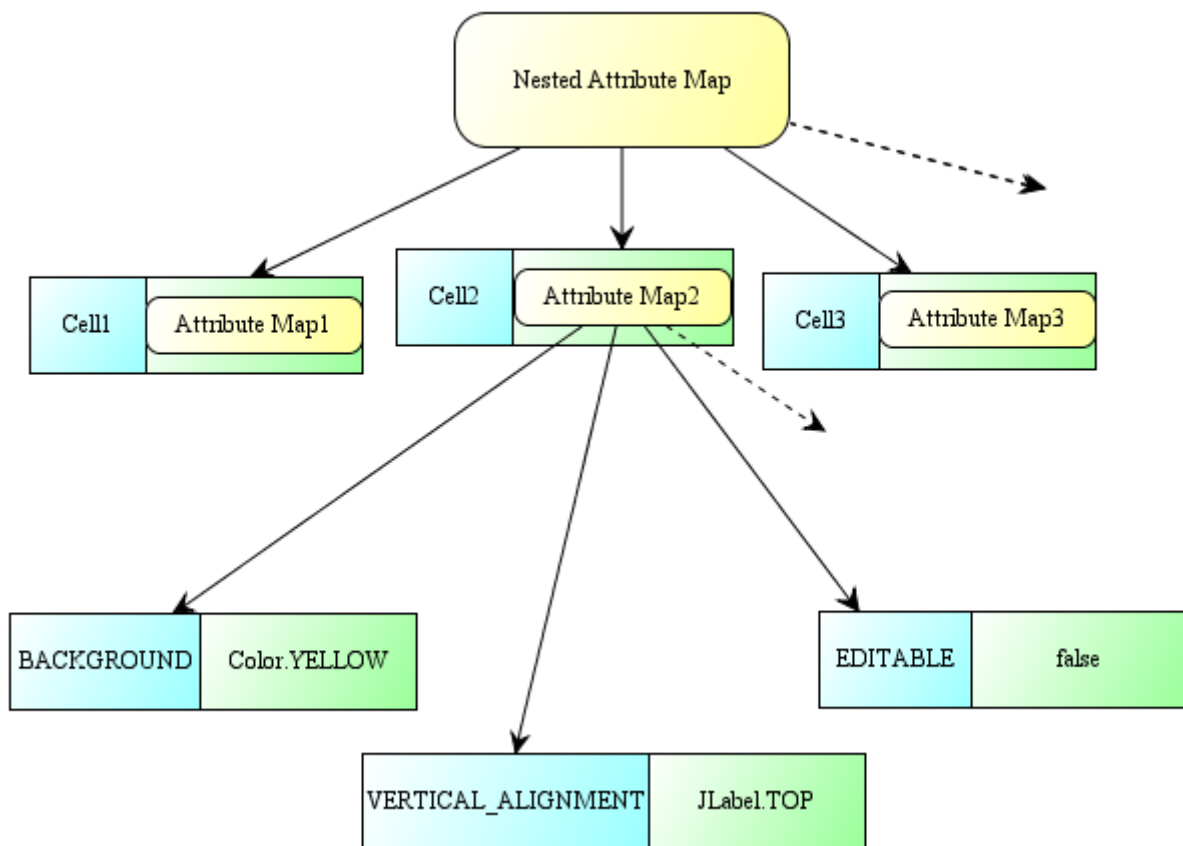 Nested Attribute Map
Cell1
Attribute Map1
Cell2
Attribute Map2
Cell3
Attribute Map3
BACKGROUND
Color.YELLOW
EDITABLE
false
VERTICAL_ALIGNMENT
JLabel.TOP